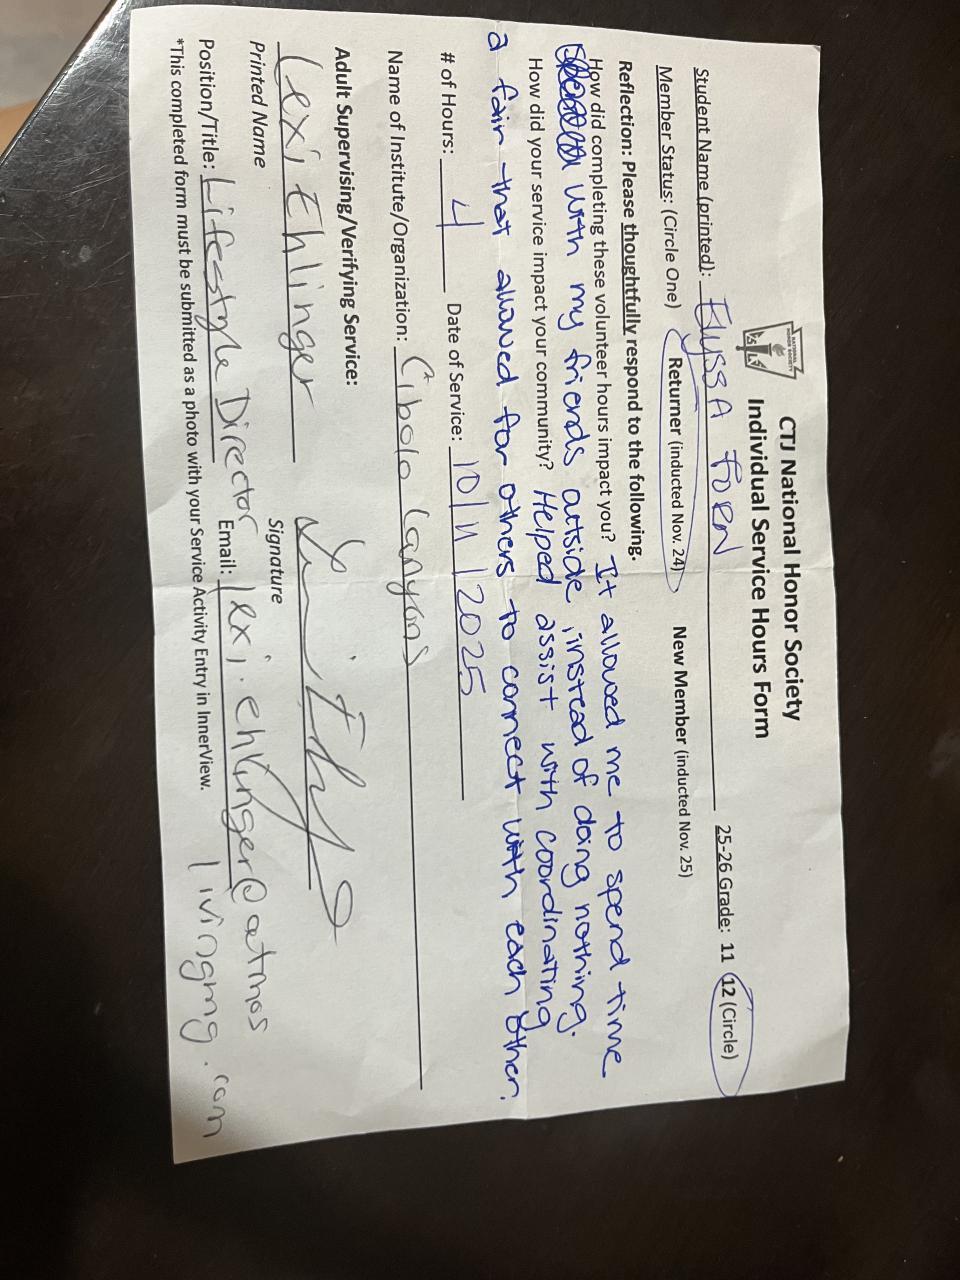 NATIONAL HONOR SOCIETY
CTJ National Honor Society
Individual Service Hours Form
Student Name (printed): Elyssa Torn 25-26 Grade: 11 12 (Circle)
Member Status: (Circle One) Returner (inducted Nov. 24) New Member (inducted Nov. 25)
Reflection: Please thoughtfully respond to the following.
How did completing these volunteer hours impact you? It allowed me to spend time
with my friends outside, instead of doing nothing.
How did your service impact your community? Helped assist with coordinating
a fair that allowed for others to connect with each other.
# of Hours: 4 Date of Service: 10/11/2025
Name of Institute/Organization: Cibolo Canyons
Adult Supervising/Verifying Service:
Lexi Ehlinger
Printed Name Signature
Position/Title: Lifestyle Director Email: lexi.ehlinger@atmos
livingmg.com
*This completed form must be submitted as a photo with your Service Activity Entry in InnerView.